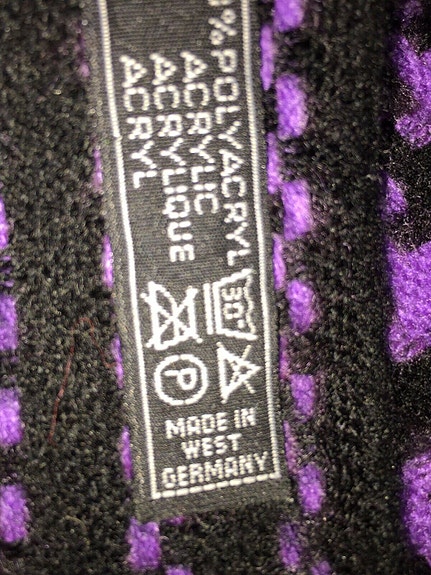 % POLYACRYL
ACRYLIC
ACRYLIQUE
ACRYL
30°
P
MADE IN
WEST
GERMANY